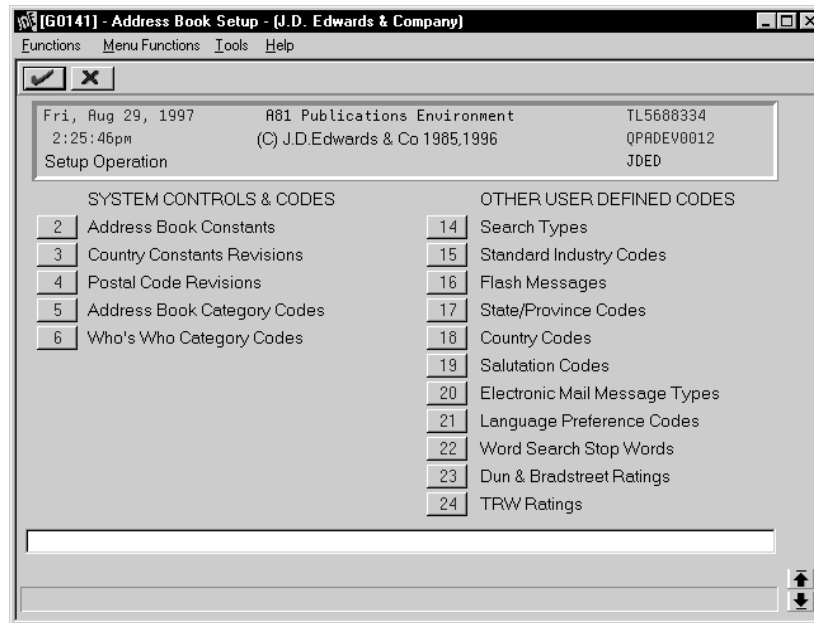 JDE [G0141] - Address Book Setup - (J.D. Edwards & Company)
Functions Menu Functions Tools Help
Fri, Aug 29, 1997 A81 Publications Environment TL5688334
2:25:46pm (C) J.D.Edwards & Co 1985,1996 QPADEV0012
Setup Operation JDED
SYSTEM CONTROLS & CODES
2 Address Book Constants
3 Country Constants Revisions
4 Postal Code Revisions
5 Address Book Category Codes
6 Who's Who Category Codes
OTHER USER DEFINED CODES
14 Search Types
15 Standard Industry Codes
16 Flash Messages
17 State/Province Codes
18 Country Codes
19 Salutation Codes
20 Electronic Mail Message Types
21 Language Preference Codes
22 Word Search Stop Words
23 Dun & Bradstreet Ratings
24 TRW Ratings